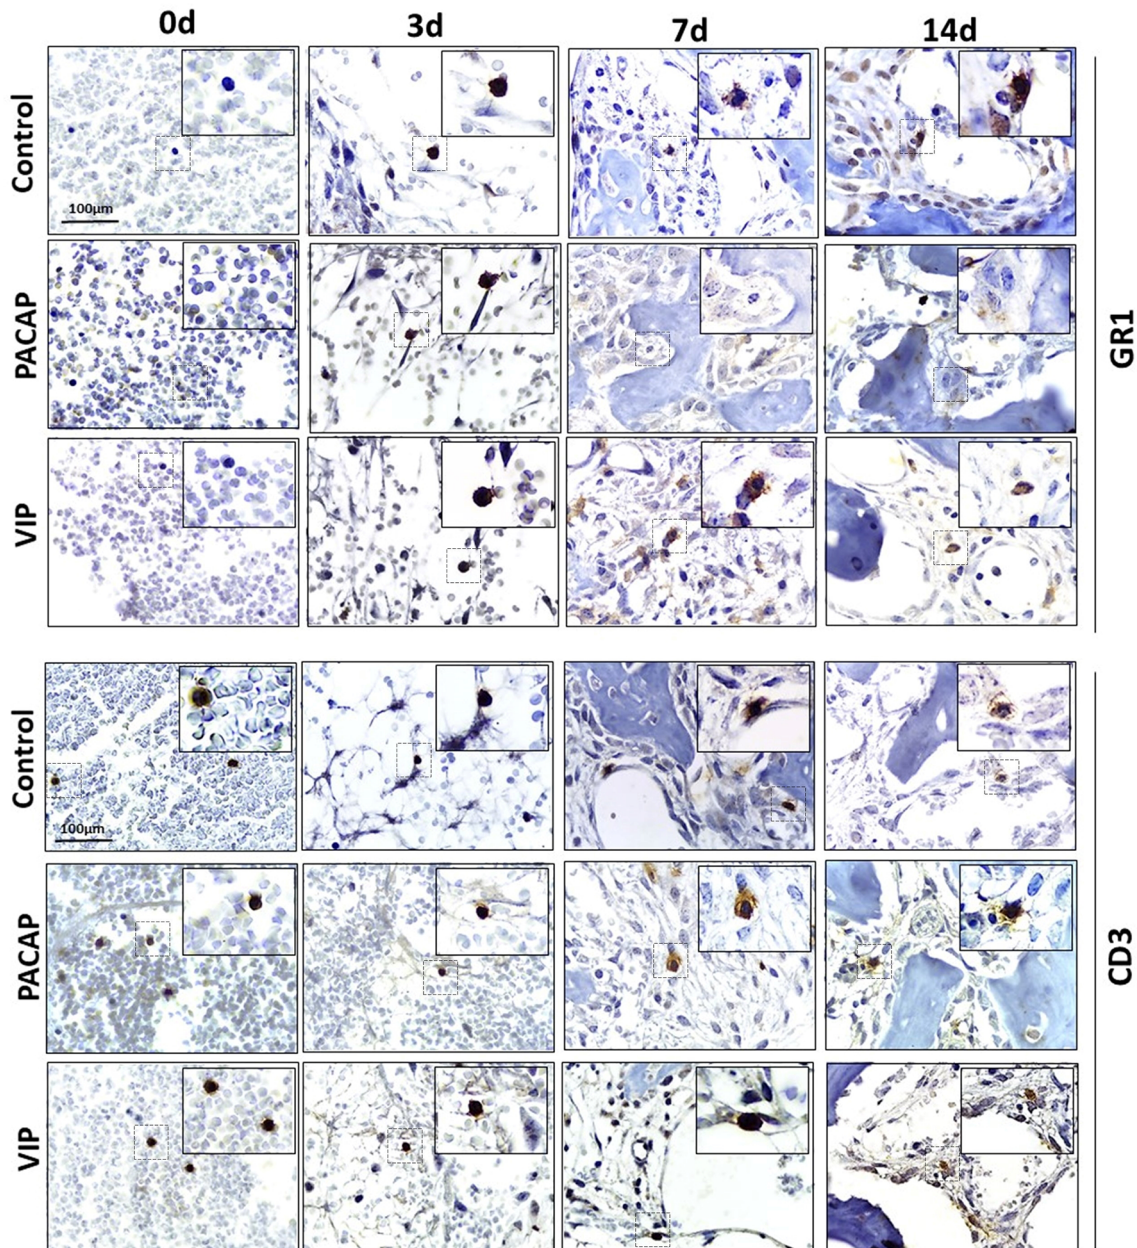 0d 3d 7d 14d
Control
100μm
PACAP
VIP
GR1
Control
100μm
PACAP
VIP
CD3